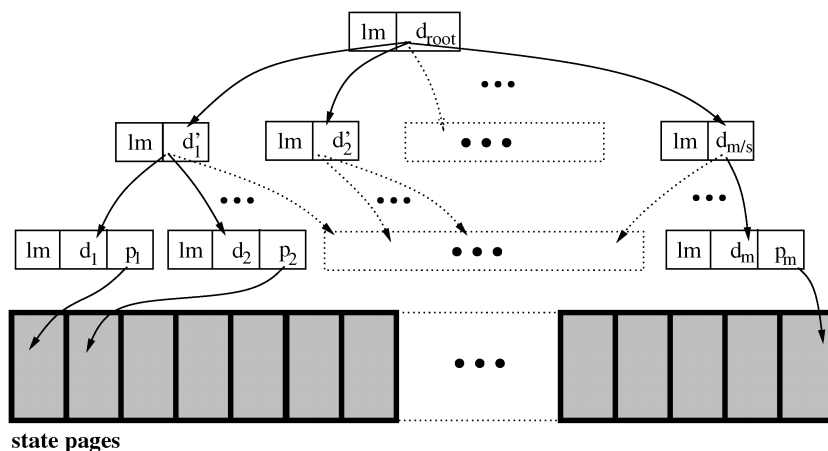 lm d_root
lm d'_1 lm d'_2 lm d_m/s
lm d_1 p_1 lm d_2 p_2 lm d_m p_m
state pages